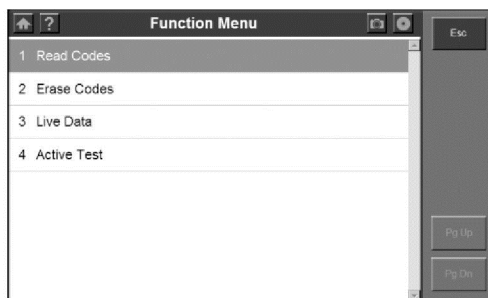 ? Function Menu
Esc
1 Read Codes
2 Erase Codes
3 Live Data
4 Active Test
Pg Up
Pg Dn